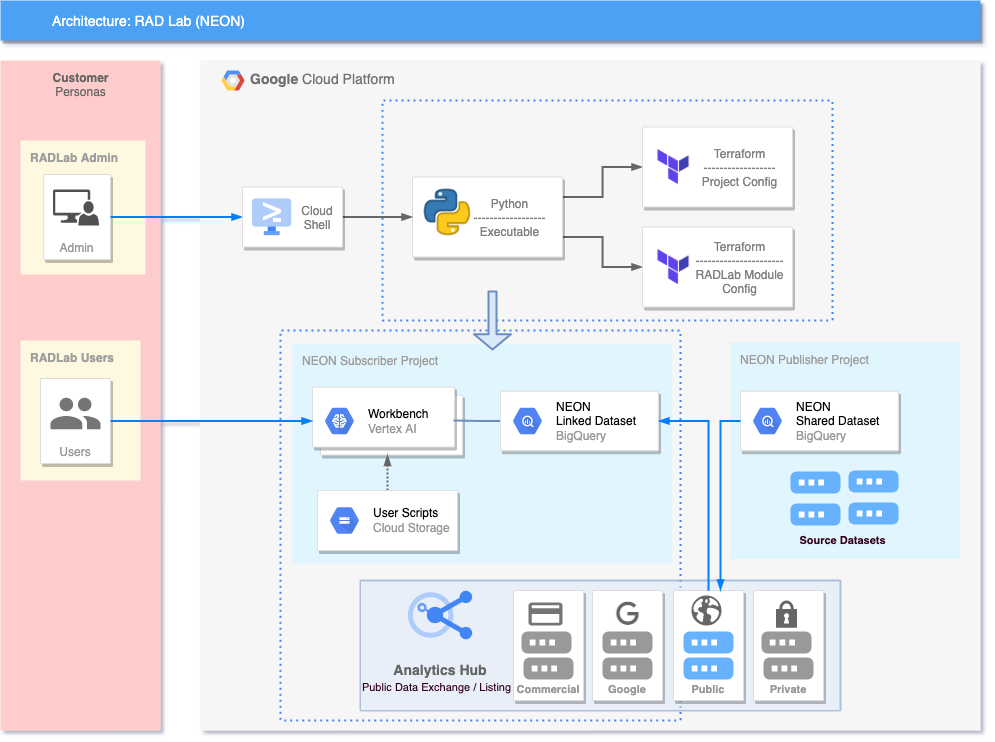 Architecture: RAD Lab (NEON)
Customer
Personas
Google Cloud Platform
RADLab Admin
Admin
Cloud
Shell
Python
Executable
Terraform
Project Config
Terraform
RADLab Module
Config
RADLab Users
Users
NEON Subscriber Project
Workbench
Vertex AI
NEON
Linked Dataset
BigQuery
User Scripts
Cloud Storage
NEON Publisher Project
NEON
Shared Dataset
BigQuery
Source Datasets
Analytics Hub
Public Data Exchange / Listing
Commercial
G
Google
Public
Private